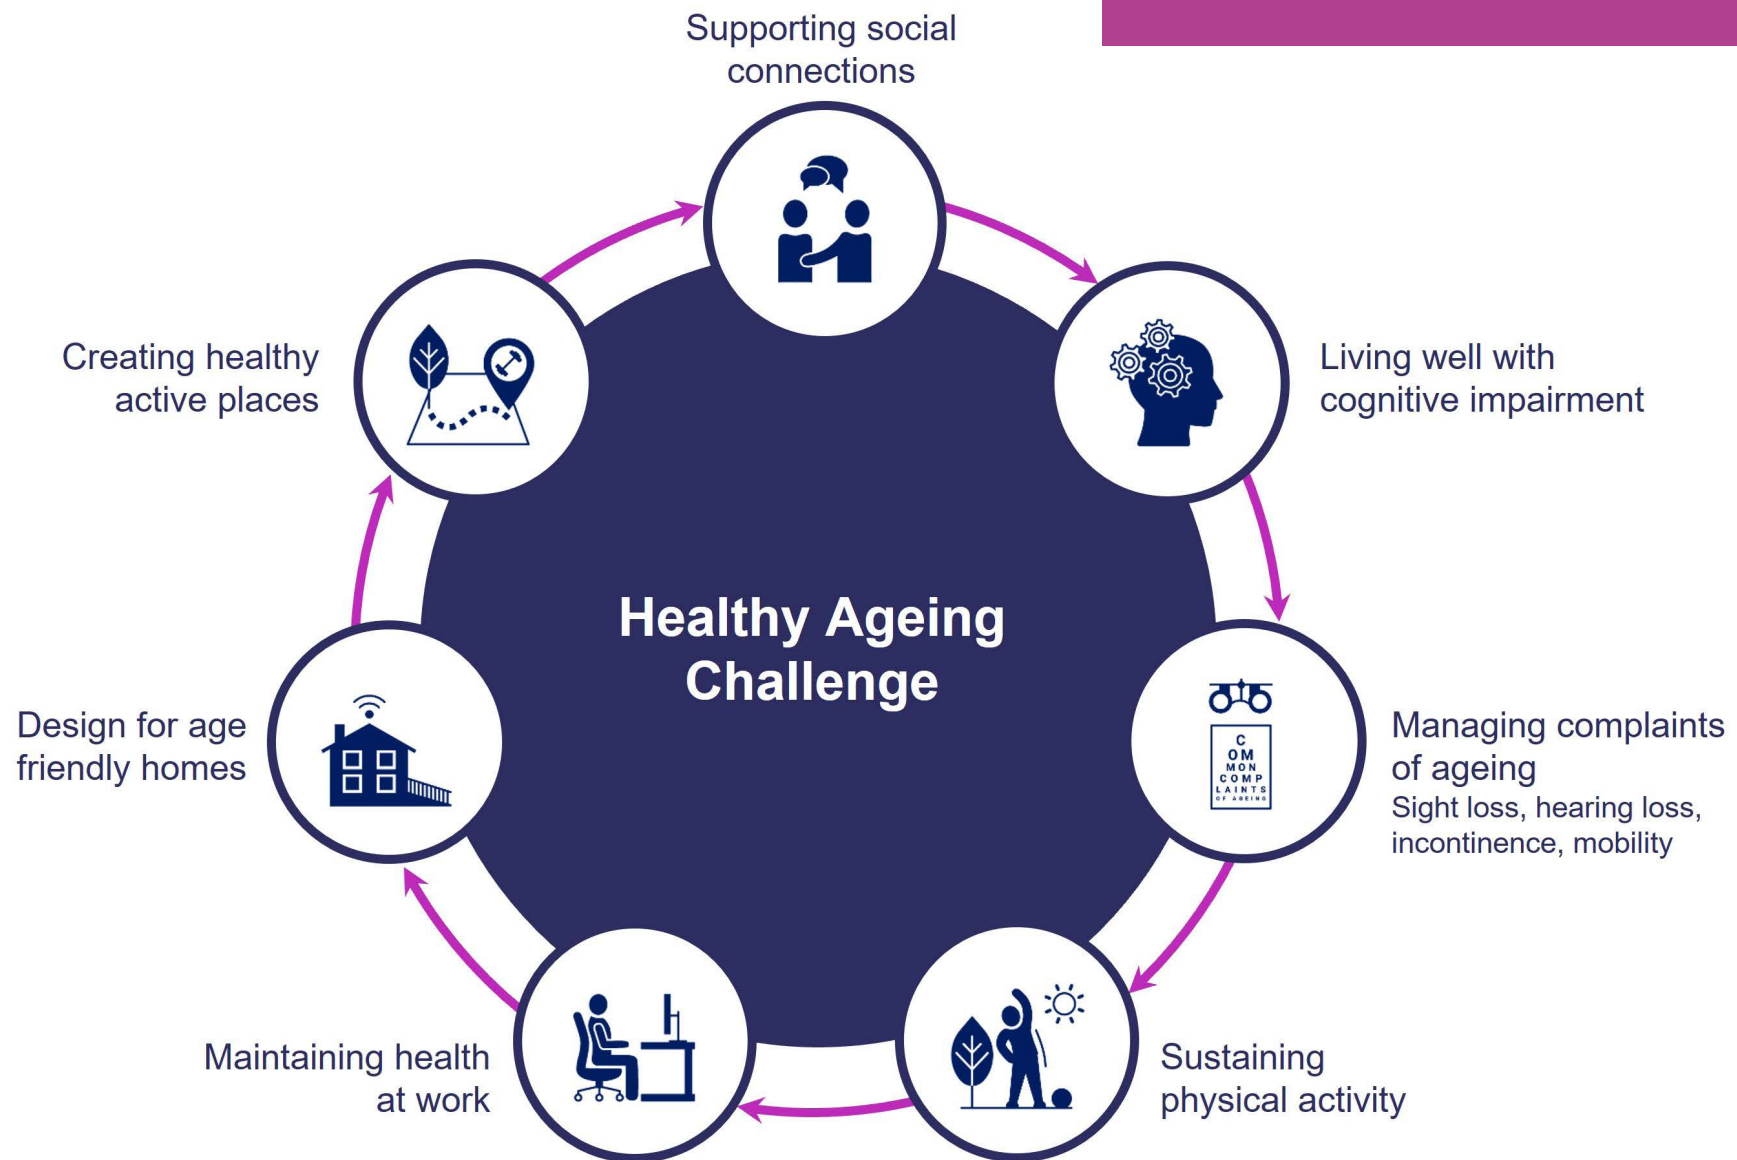 Supporting social
connections
Living well with
cognitive impairment
Managing complaints
of ageing
Sight loss, hearing loss,
incontinence, mobility
Sustaining
physical activity
Maintaining health
at work
Design for age
friendly homes
Creating healthy
active places
Healthy Ageing
Challenge
C
OM
MON
COMP
LAINTS
OF AGEING